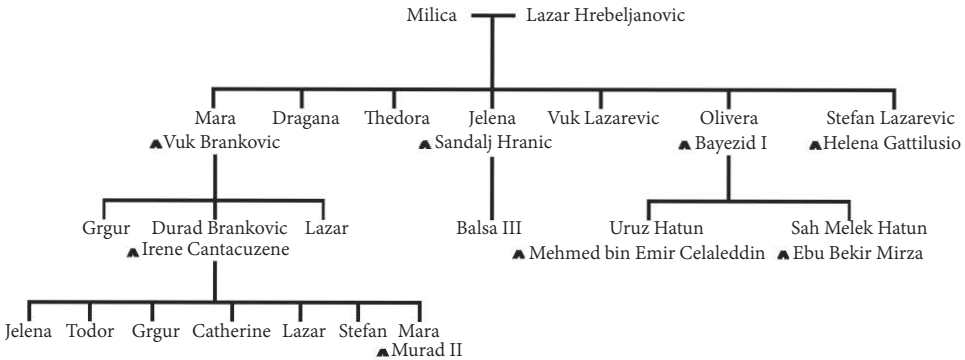 Milica Lazar Hrebeljanovic
Mara Dragana Thedora Jelena Vuk Lazarevic Olivera Stefan Lazarevic
Vuk Brankovic Sandalj Hranic Bayezid I Helena Gattilusio
Grgur Durad Brankovic Lazar Balsa III Uruz Hatun Sah Melek Hatun
Irene Cantacuzene Mehmed bin Emir Celaleddin Ebu Bekir Mirza
Jelena Todor Grgur Catherine Lazar Stefan Mara
Murad II